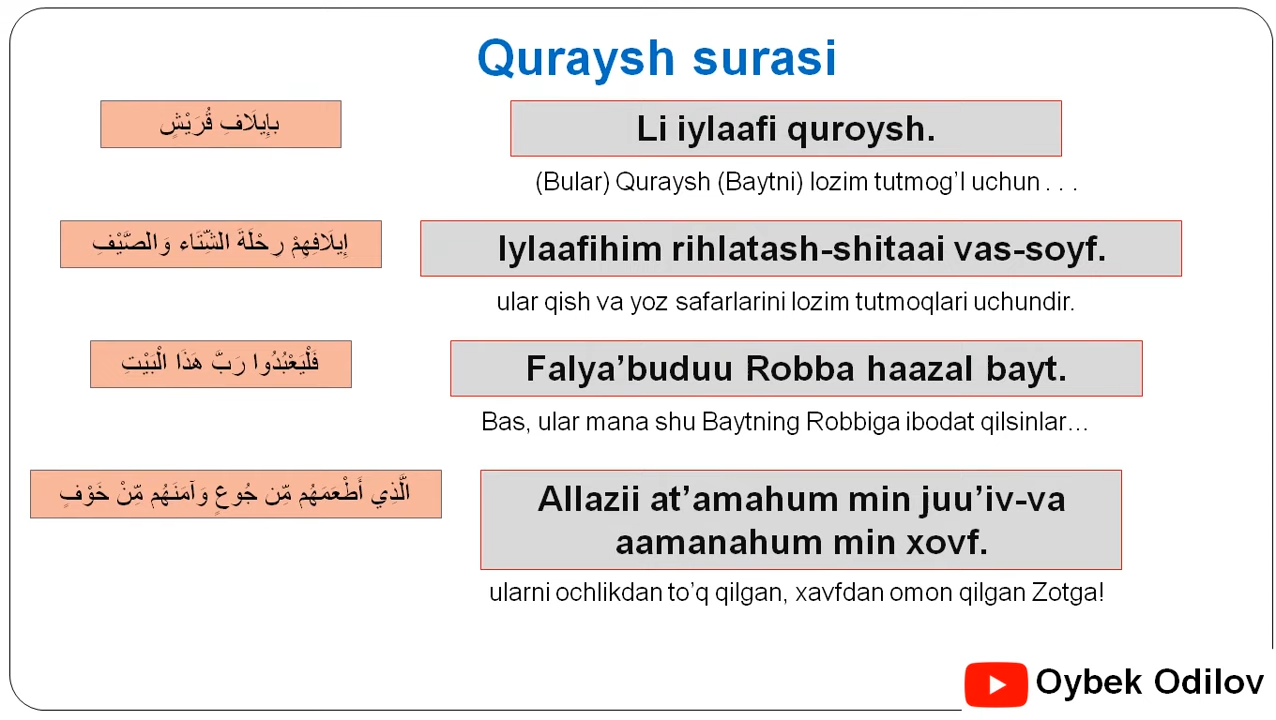 Quraysh surasi
بإِيلَافِ قُرَيْشٍ
Li iylaafi quroysh.
(Bular) Quraysh (Baytni) lozim tutmog’l uchun . . .
إِيلَافِهِمْ رِحْلَةَ الشِّتَاء وَالصَّيْفِ
Iylaafihim rihlatash-shitaai vas-soyf.
ular qish va yoz safarlarini lozim tutmoqlari uchundir.
فَلْيَعْبُدُوا رَبَّ هَذَا الْبَيْتِ
Falya’buduu Robba haazal bayt.
Bas, ular mana shu Baytning Robbiga ibodat qilsinlar…
الَّذِي أَطْعَمَهُم مِّن جُوعٍ وَآمَنَهُم مِّنْ خَوْفٍ
Allazii at’amahum min juu’iv-va
aamanahum min xovf.
ularni ochlikdan to’q qilgan, xavfdan omon qilgan Zotga!
Oybek Odilov